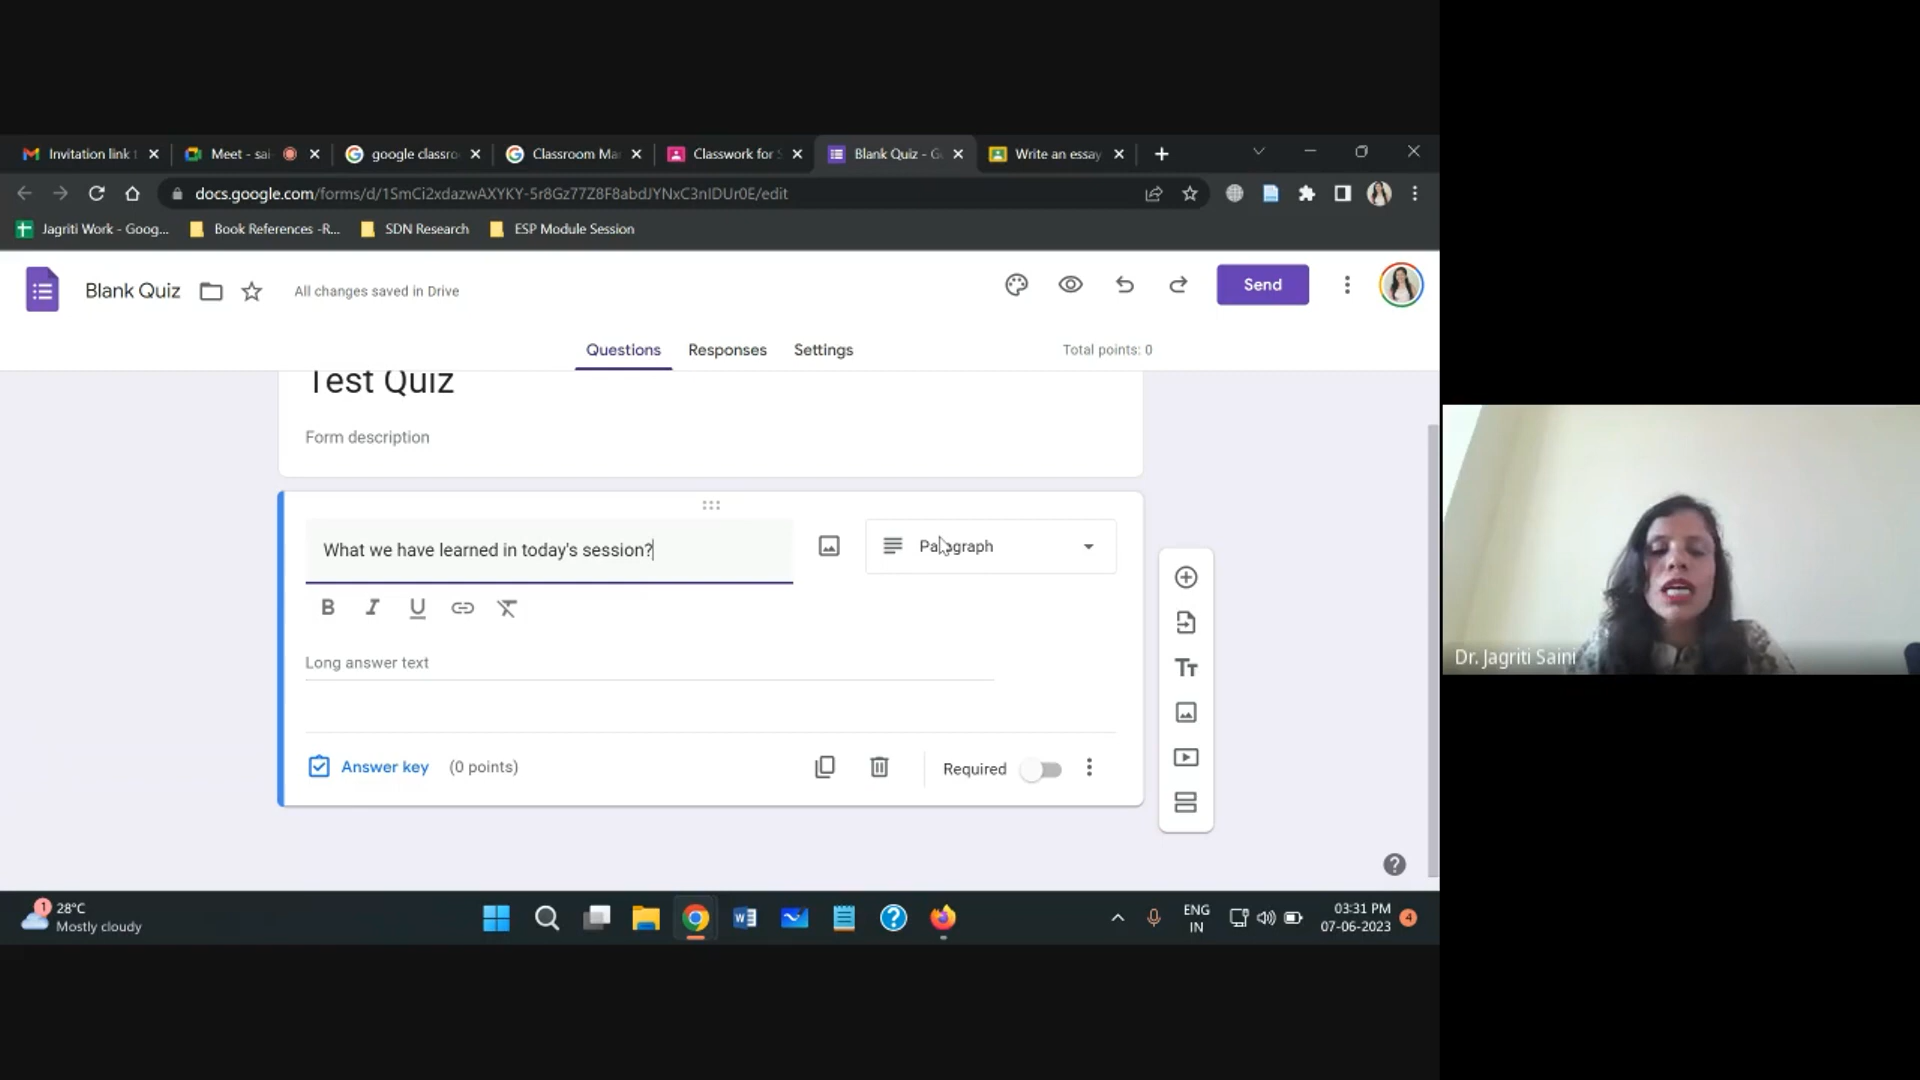 Invitation link t
Meet - sai
google classro
Classroom Ma
Classwork for S
Blank Quiz - G
Write an essay
docs.google.com/forms/d/1SmCi2xdazwAXYKY-5r8Gz77Z8F8abdJYNxC3nIDUr0E/edit
Jagriti Work - Goog...
Book References -R...
SDN Research
ESP Module Session
Blank Quiz
All changes saved in Drive
Send
Questions
Responses
Settings
Total points: 0
Test Quiz
Form description
What we have learned in today's session?
Paragraph
B I U
Long answer text
Answer key (0 points)
Required
Tt
Dr. Jagriti Saini
1
28°C
Mostly cloudy
ENG
IN
03:31 PM
07-06-2023
4